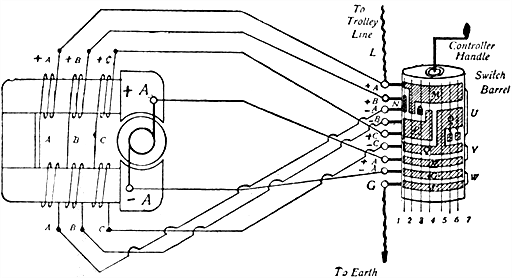 To
Trolley
Line
L
Controller
Handle
Switch
Barrel
+ A
+ B
+ C
+ A
+ B
- A
N
- B
+ C
- C
+ A
- A
G
U
V
W
A
B
C
+ A
- A
A
B
C
1 2 3 4 5 6 7
To Earth